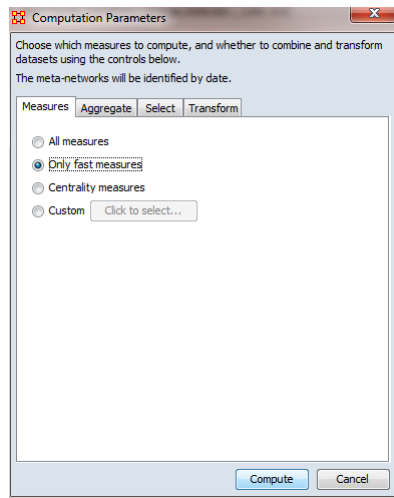 Computation Parameters
Choose which measures to compute, and whether to combine and transform
datasets using the controls below.
The meta-networks will be identified by date.
Measures Aggregate Select Transform
All measures
Only fast measures
Centrality measures
Custom Click to select...
Compute Cancel